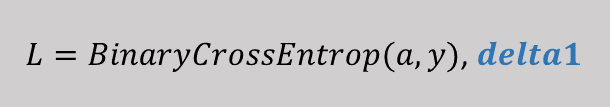 L = BinaryCrossEntrop(a, y), delta1